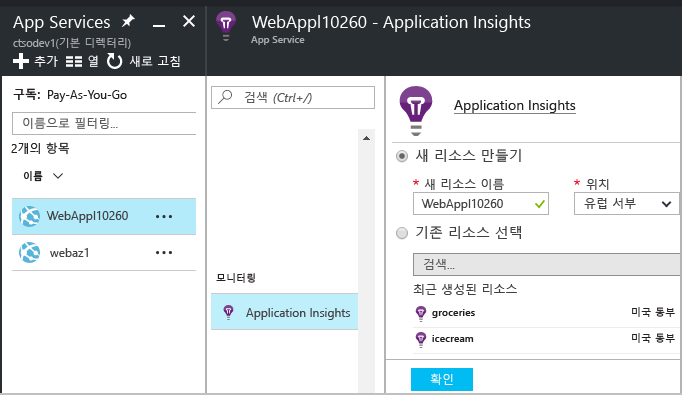 App Services
ctsodev1(기본 디렉터리)
추가 열 새로 고침
구독: Pay-As-You-Go
이름으로 필터링...
2개의 항목
이름
WebAppl10260 ...
webaz1 ...
WebAppl10260 - Application Insights
App Service
검색 (Ctrl+/)
모니터링
Application Insights
Application Insights
새 리소스 만들기
* 새 리소스 이름
* 위치
WebAppl10260
유럽 서부
기존 리소스 선택
검색...
최근 생성된 리소스
groceries 미국 동부
icecream 미국 동부
확인